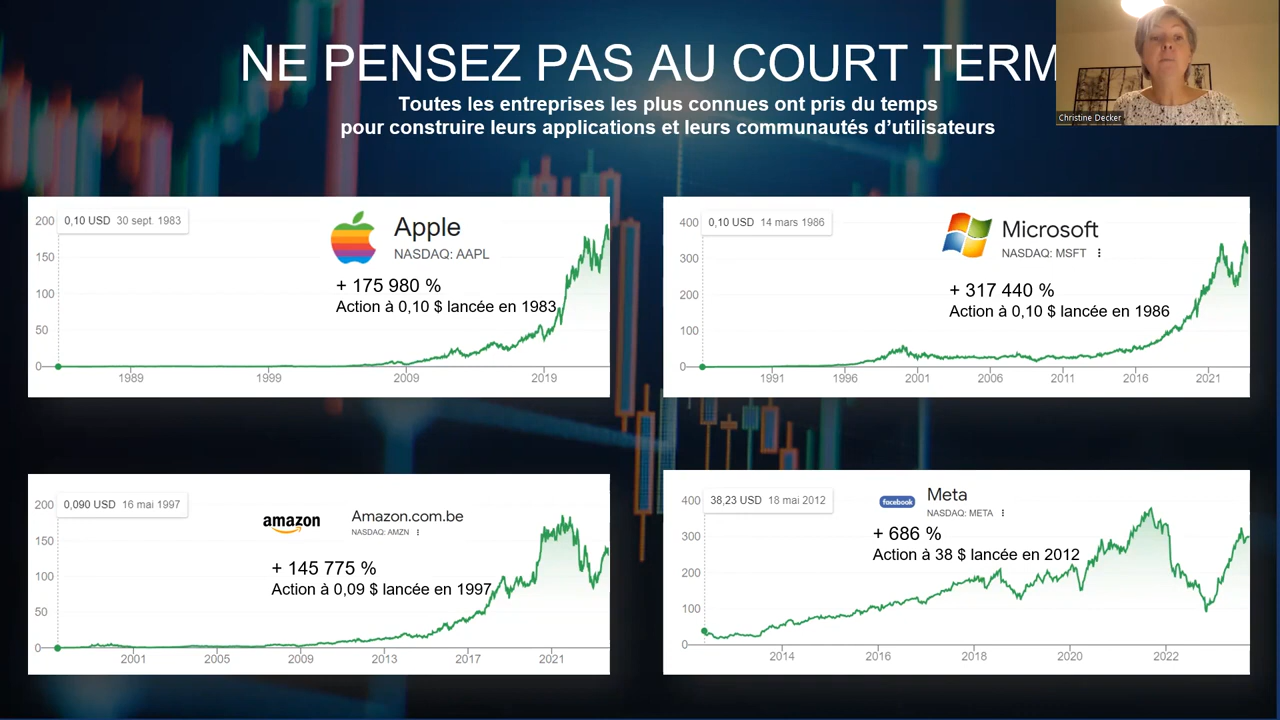 NE PENSEZ PAS AU COURT TERM
Toutes les entreprises les plus connues ont pris du temps
pour construire leurs applications et leurs communautés d’utilisateurs
Christine Decker
200
0,10 USD 30 sept. 1983
Apple
NASDAQ: AAPL
150
+ 175 980 %
100
Action à 0,10 $ lancée en 1983
50
0
1989 1999 2009 2019
400
0,10 USD 14 mars 1986
Microsoft
NASDAQ: MSFT
300
+ 317 440 %
200
Action à 0,10 $ lancée en 1986
100
0
1991 1996 2001 2006 2011 2016 2021
200
0,090 USD 16 mai 1997
amazon
Amazon.com.be
NASDAQ: AMZN
150
+ 145 775 %
100
Action à 0,09 $ lancée en 1997
50
0
2001 2005 2009 2013 2017 2021
400
38,23 USD 18 mai 2012
facebook
Meta
NASDAQ: META
+ 686 %
300
Action à 38 $ lancée en 2012
200
100
0
2014 2016 2018 2020 2022